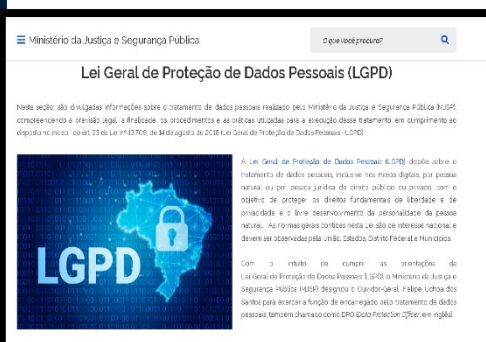 Ministério da Justiça e Segurança Pública
O que você procura?
Lei Geral de Proteção de Dados Pessoais (LGPD)
Nesta seção, são divulgadas informações sobre o tratamento de dados pessoais realizado pelo Ministério da Justiça e Segurança Pública (MJSP),
compreendendo a previsão legal, a finalidade, os procedimentos e as práticas utilizadas para a execução desse tratamento, em cumprimento ao
disposto no inciso I do art. 23 da Lei nº 13.709, de 14 de agosto de 2018 (Lei Geral de Proteção de Dados Pessoais - LGPD).
LGPD
A Lei Geral de Proteção de Dados Pessoais (LGPD) dispõe sobre o
tratamento de dados pessoais, inclusive nos meios digitais, por pessoa
natural ou por pessoa jurídica de direito público ou privado, com o
objetivo de proteger os direitos fundamentais de liberdade e de
privacidade e o livre desenvolvimento da personalidade da pessoa
natural. As normas gerais contidas nesta Lei são de interesse nacional e
devem ser observadas pela União, Estados, Distrito Federal e Municípios.
Com o intuito de cumprir as orientações da
Lei Geral de Proteção de Dados Pessoais (LGPD), o Ministério da Justiça e
Segurança Pública (MJSP) designou o Ouvidor-Geral, Felipe Uchoa dos
Santos para exercer a função de encarregado pelo tratamento de dados
pessoais, também chamado como DPO (Data Protection Officer, em inglês).